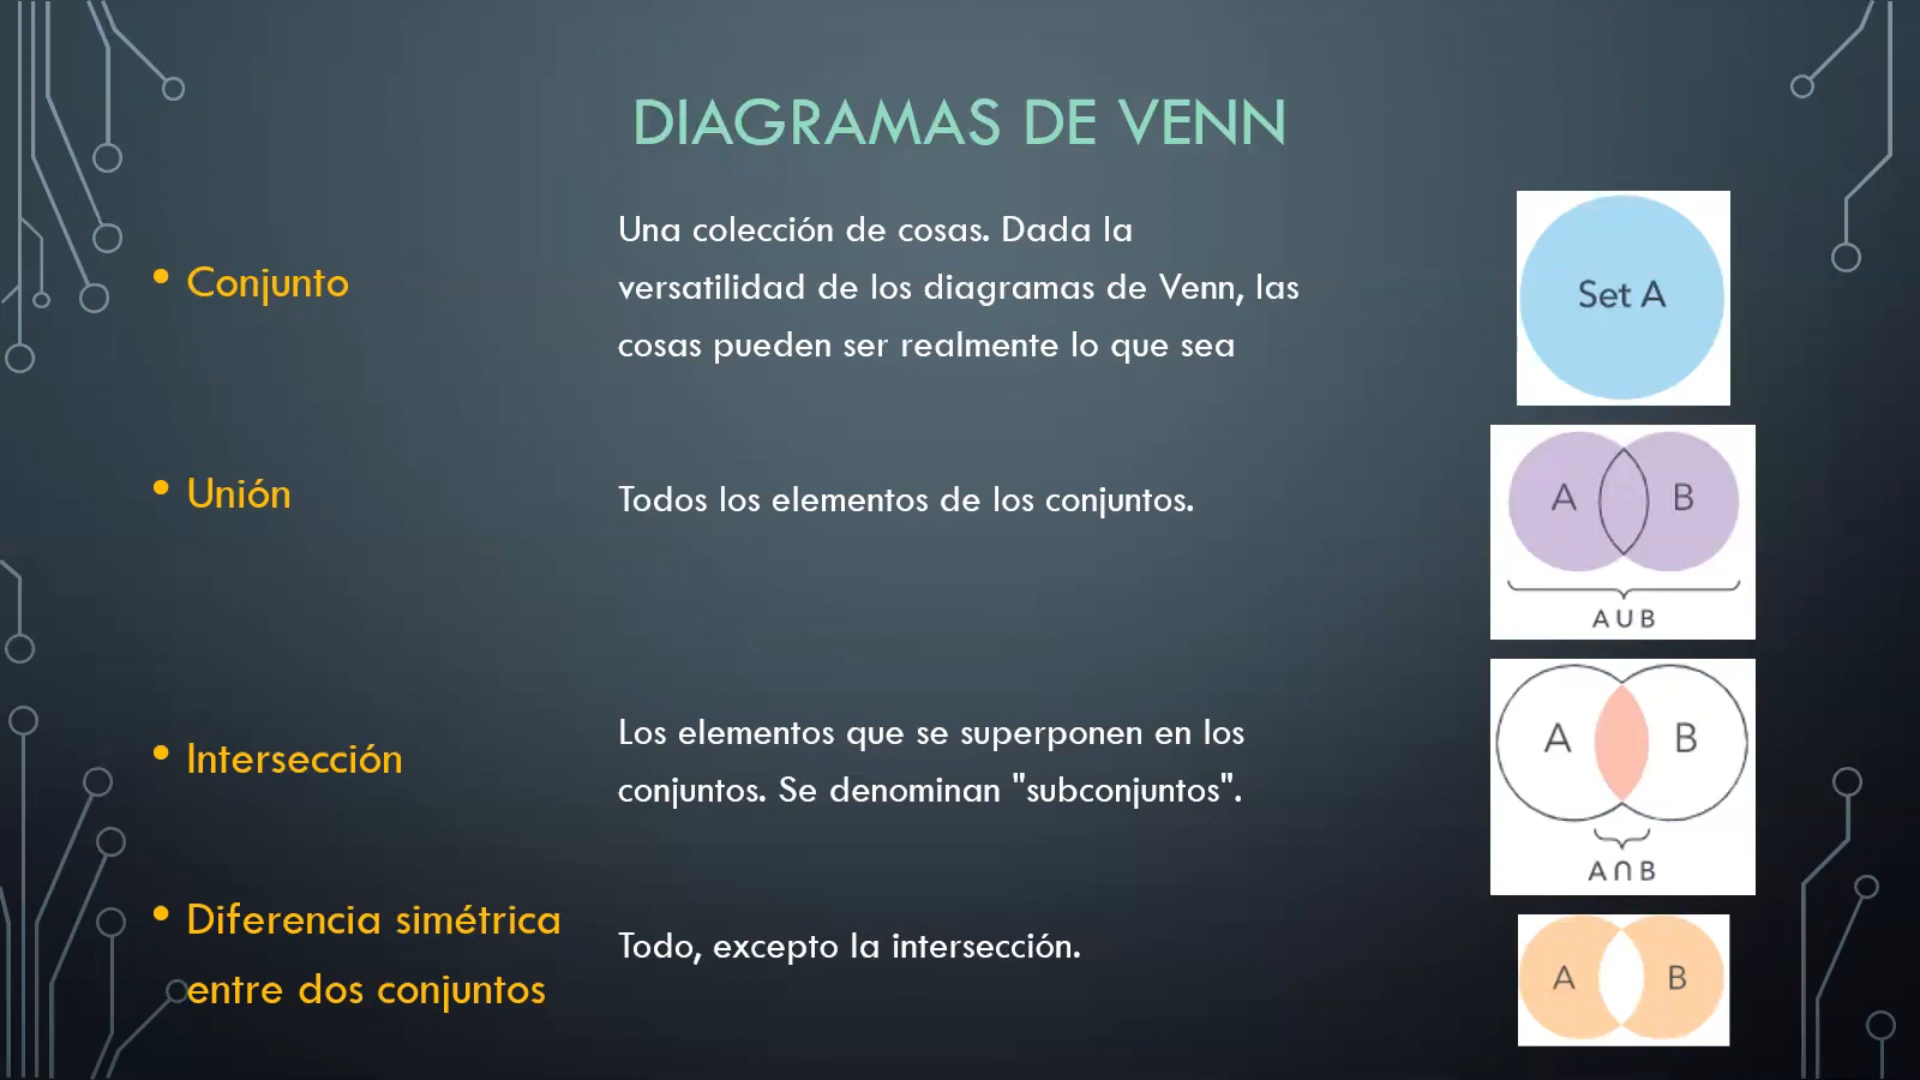 DIAGRAMAS DE VENN
• Conjunto
Una colección de cosas. Dada la
versatilidad de los diagramas de Venn, las
cosas pueden ser realmente lo que sea
Set A
• Unión
Todos los elementos de los conjuntos.
A B
A U B
• Intersección
Los elementos que se superponen en los
conjuntos. Se denominan "subconjuntos".
A B
A ∩ B
• Diferencia simétrica
entre dos conjuntos
Todo, excepto la intersección.
A B